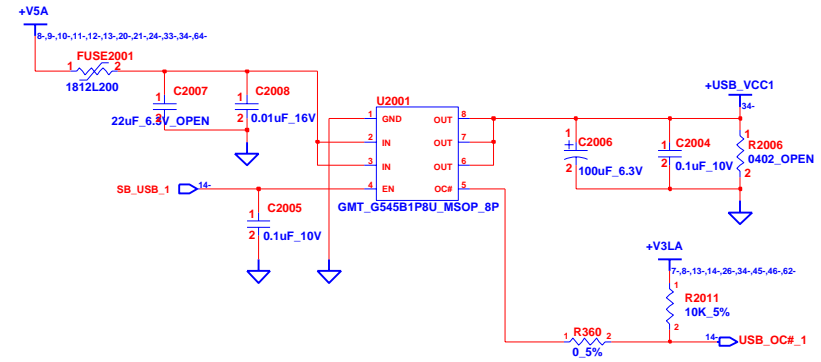 +V5A
8-,9-,10-,11-,12-,13-,20-,21-,24-,33-,34-,64-
FUSE2001
1 2
1812L200
1 C2007
2
22uF_6.3V_OPEN
1 C2008
2 0.01uF_16V
U2001
1 GND OUT 8
2 IN OUT 7
3 IN OUT 6
4 EN OC# 5
GMT_G545B1P8U_MSOP_8P
SB_USB_1 14-
1 C2005
2 0.1uF_10V
+USB_VCC1
34-
1 C2006
+
2 100uF_6.3V
1 C2004
2 0.1uF_10V
1 R2006
0402_OPEN
2
+V3LA
7-,8-,13-,14-,26-,34-,45-,46-,62-
1 R2011
10K_5%
2
R360
1 2
0_5%
14- USB_OC#_1